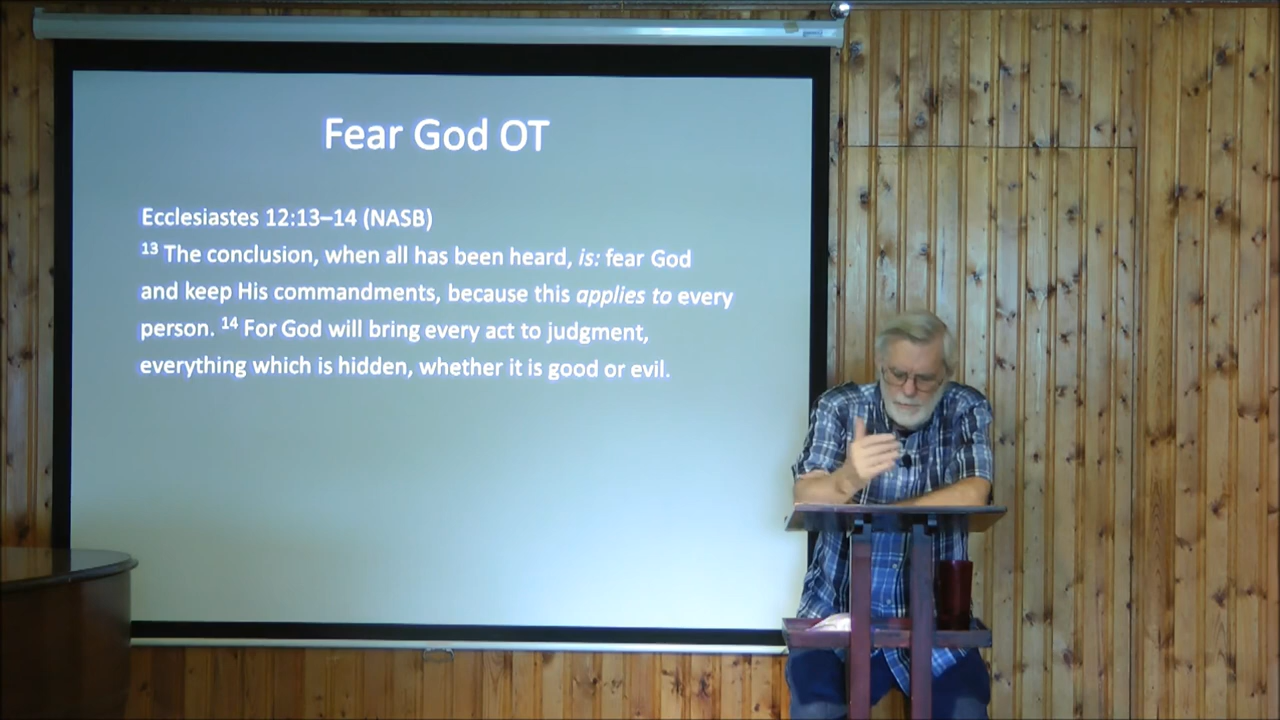 Fear God OT
Ecclesiastes 12:13–14 (NASB)
¹³ The conclusion, when all has been heard, is: fear God
and keep His commandments, because this applies to every
person. ¹⁴ For God will bring every act to judgment,
everything which is hidden, whether it is good or evil.